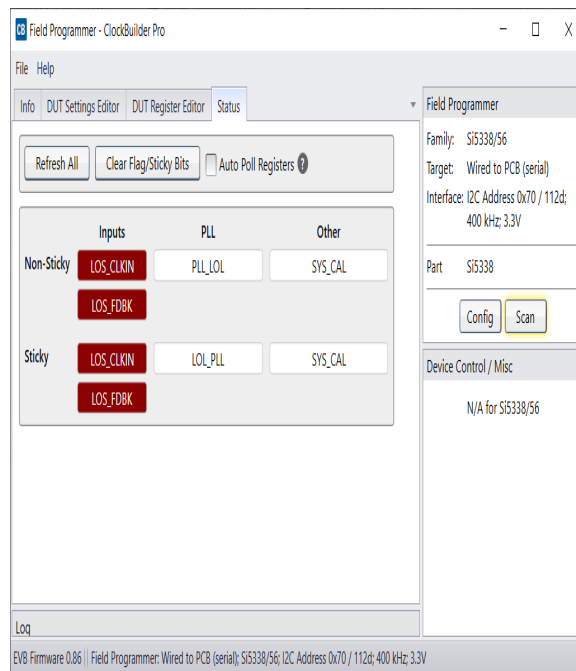 CB Field Programmer - ClockBuilder Pro
File Help
Info DUT Settings Editor DUT Register Editor Status
Refresh All Clear Flag/Sticky Bits Auto Poll Registers ?
Inputs PLL Other
Non-Sticky LOS_CLKIN PLL_LOL SYS_CAL
LOS_FDBK
Sticky LOS_CLKIN LOL_PLL SYS_CAL
LOS_FDBK
Log
Field Programmer
Family: Si5338/56
Target: Wired to PCB (serial)
Interface: I2C Address 0x70 / 112d;
400 kHz; 3.3V
Part Si5338
Config Scan
Device Control / Misc
N/A for Si5338/56
EVB Firmware 0.86 Field Programmer: Wired to PCB (serial); Si5338/56; I2C Address 0x70 / 112d; 400 kHz; 3.3V